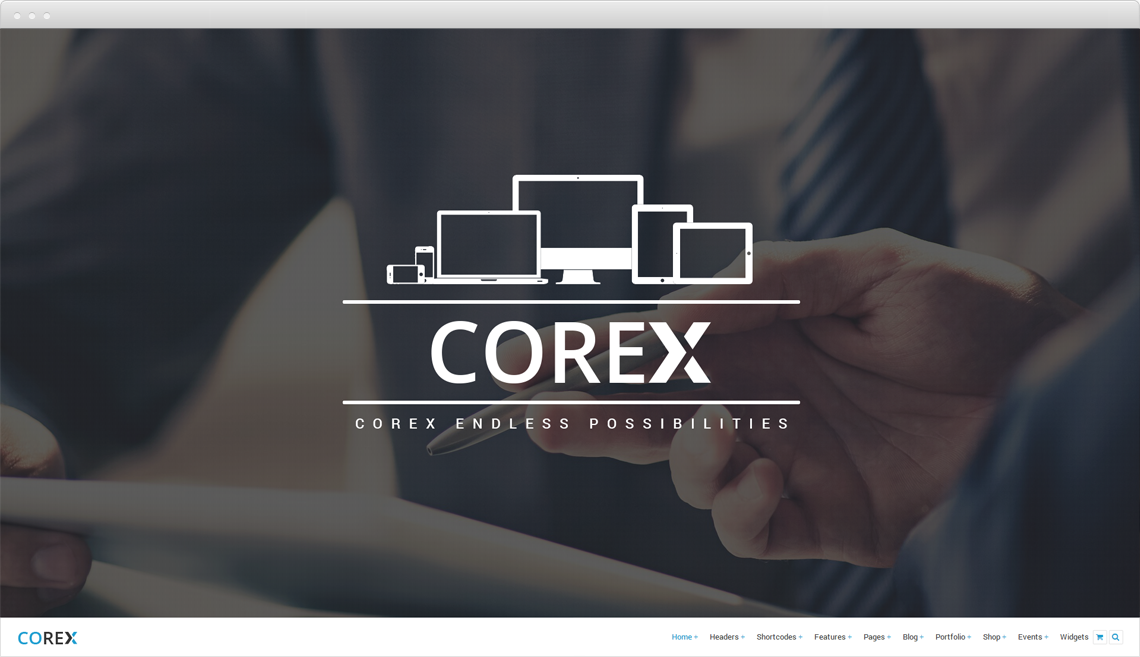 COREX
COREX ENDLESS POSSIBILITIES
COREX
Home + Headers + Shortcodes + Features + Pages + Blog + Portfolio + Shop + Events + Widgets